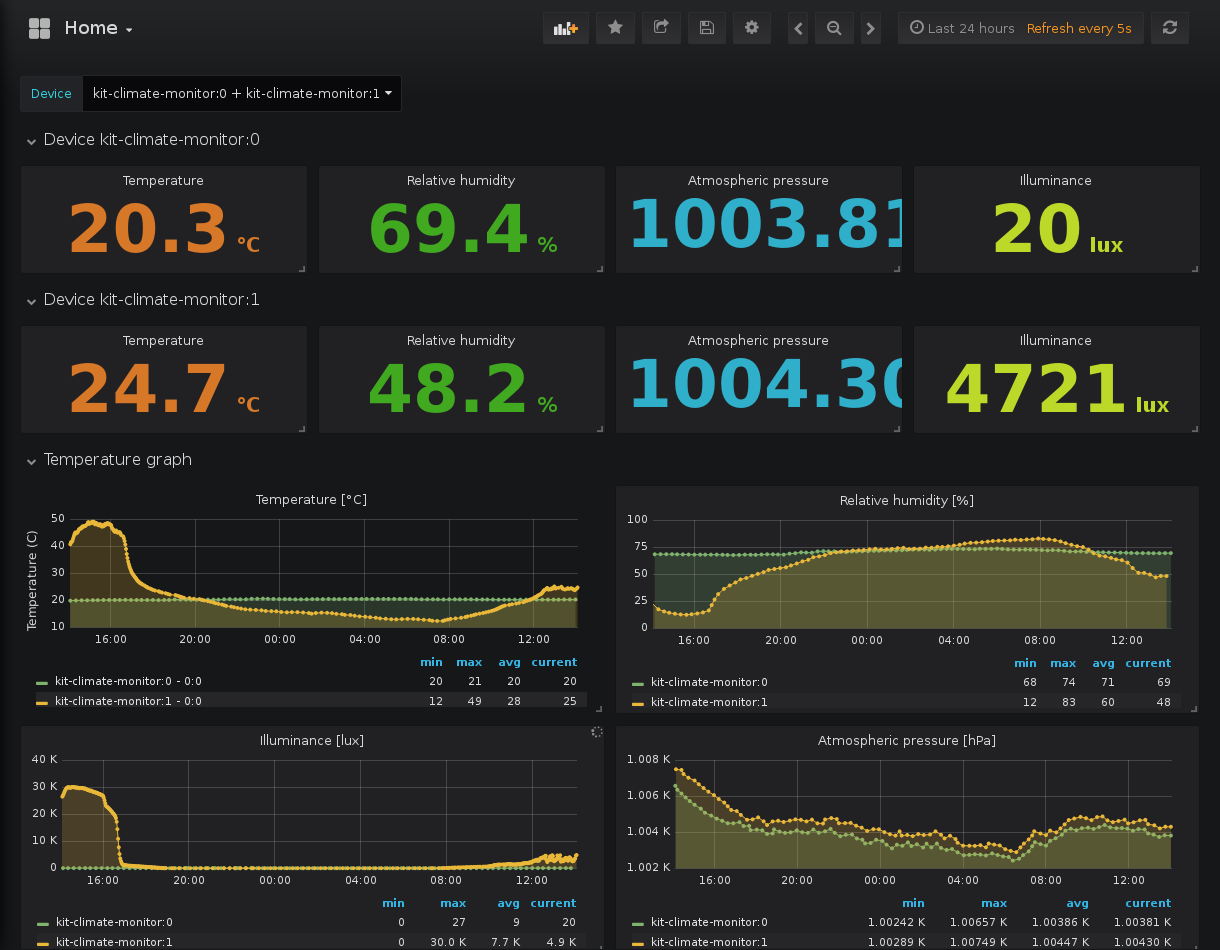 Home
Last 24 hours Refresh every 5s
Device kit-climate-monitor:0 + kit-climate-monitor:1
Device kit-climate-monitor:0
Temperature Relative humidity Atmospheric pressure Illuminance
20.3 °C 69.4 % 1003.81 20 lux
Device kit-climate-monitor:1
Temperature Relative humidity Atmospheric pressure Illuminance
24.7 °C 48.2 % 1004.30 4721 lux
Temperature graph
Temperature [°C]
Temperature (C)
50
40
30
20
10
16:00 20:00 00:00 04:00 08:00 12:00
min max avg current
kit-climate-monitor:0 - 0:0 20 21 20 20
kit-climate-monitor:1 - 0:0 12 49 28 25
Relative humidity [%]
100
75
50
25
0
16:00 20:00 00:00 04:00 08:00 12:00
min max avg current
kit-climate-monitor:0 68 74 71 69
kit-climate-monitor:1 12 83 60 48
Illuminance [lux]
40 K
30 K
20 K
10 K
0
16:00 20:00 00:00 04:00 08:00 12:00
min max avg current
kit-climate-monitor:0 0 27 9 20
kit-climate-monitor:1 0 30.0 K 7.7 K 4.9 K
Atmospheric pressure [hPa]
1.008 K
1.006 K
1.004 K
1.002 K
16:00 20:00 00:00 04:00 08:00 12:00
min max avg current
kit-climate-monitor:0 1.00242 K 1.00657 K 1.00386 K 1.00381 K
kit-climate-monitor:1 1.00289 K 1.00749 K 1.00447 K 1.00430 K